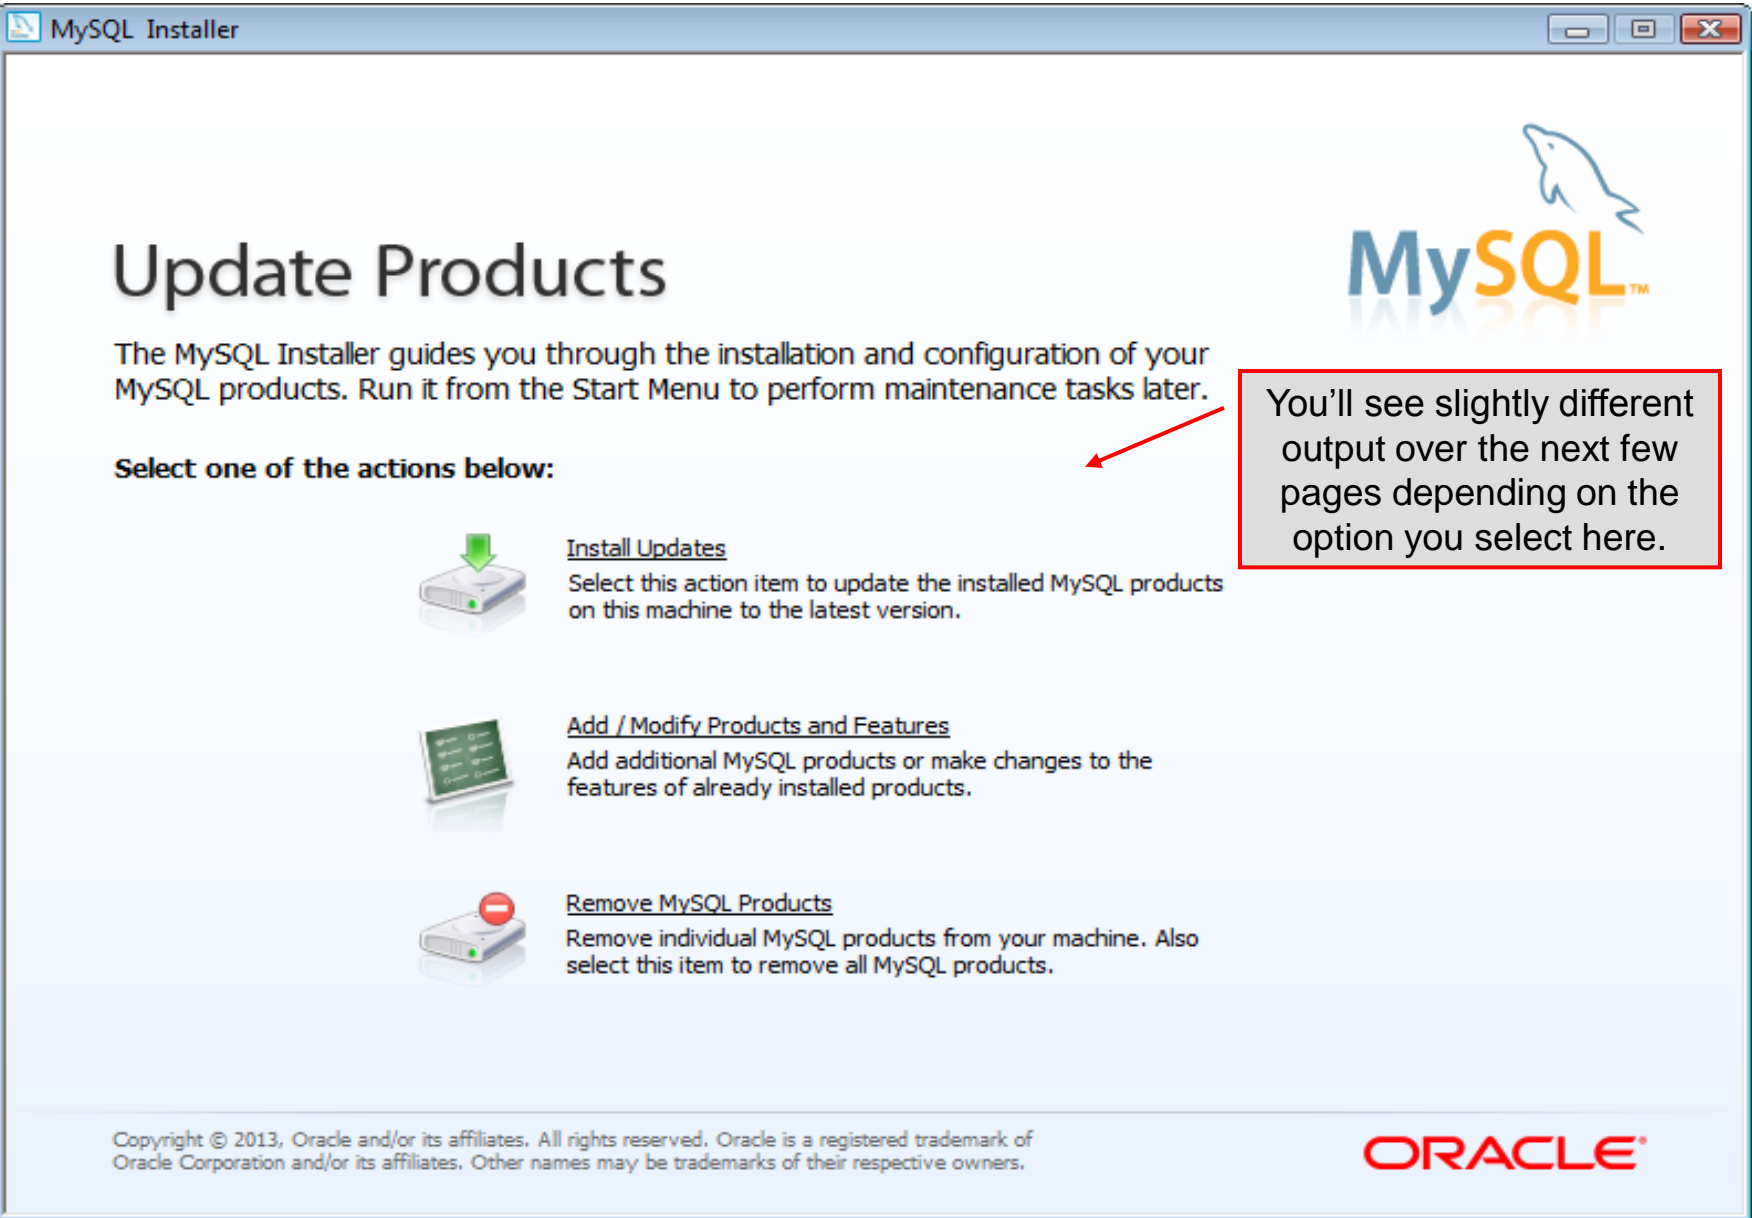 MySQL Installer
MySQL™
Update Products
The MySQL Installer guides you through the installation and configuration of your
MySQL products. Run it from the Start Menu to perform maintenance tasks later.
You’ll see slightly different
output over the next few
pages depending on the
option you select here.
Select one of the actions below:
Install Updates
Select this action item to update the installed MySQL products
on this machine to the latest version.
Add / Modify Products and Features
Add additional MySQL products or make changes to the
features of already installed products.
Remove MySQL Products
Remove individual MySQL products from your machine. Also
select this item to remove all MySQL products.
Copyright © 2013, Oracle and/or its affiliates. All rights reserved. Oracle is a registered trademark of
Oracle Corporation and/or its affiliates. Other names may be trademarks of their respective owners.
ORACLE